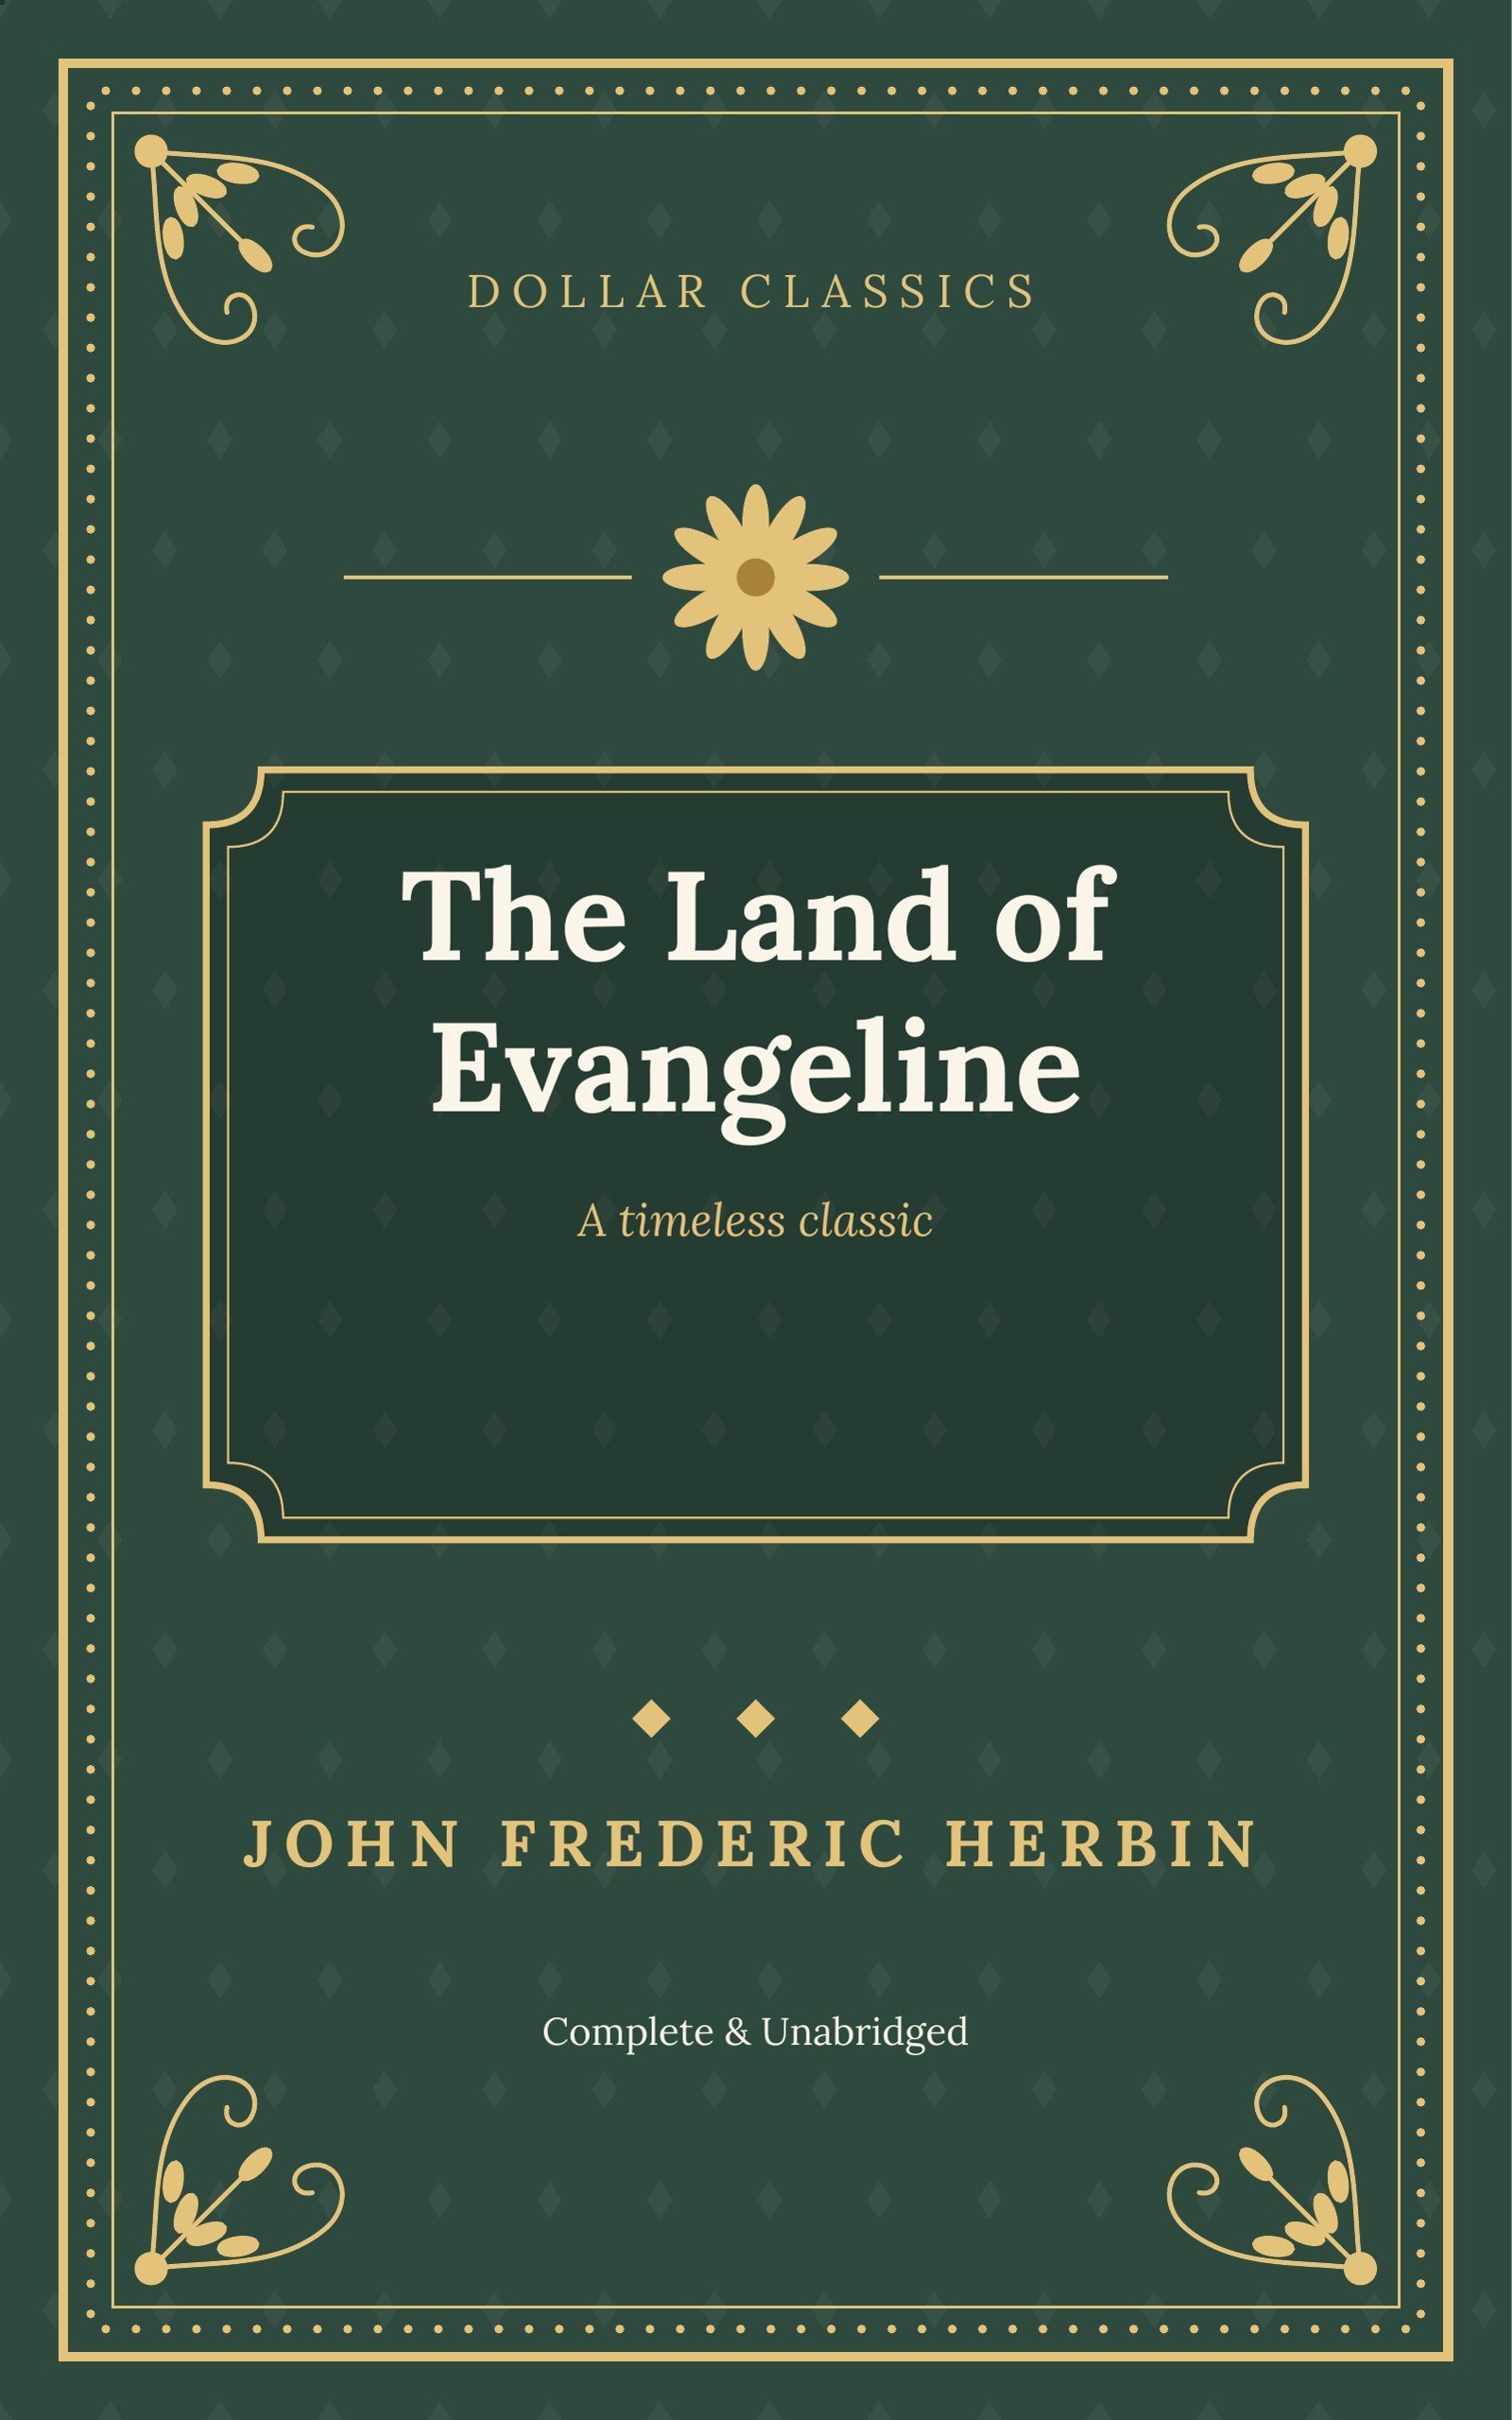 DOLLAR CLASSICS
The Land of
Evangeline
A timeless classic
JOHN FREDERIC HERBIN
Complete & Unabridged